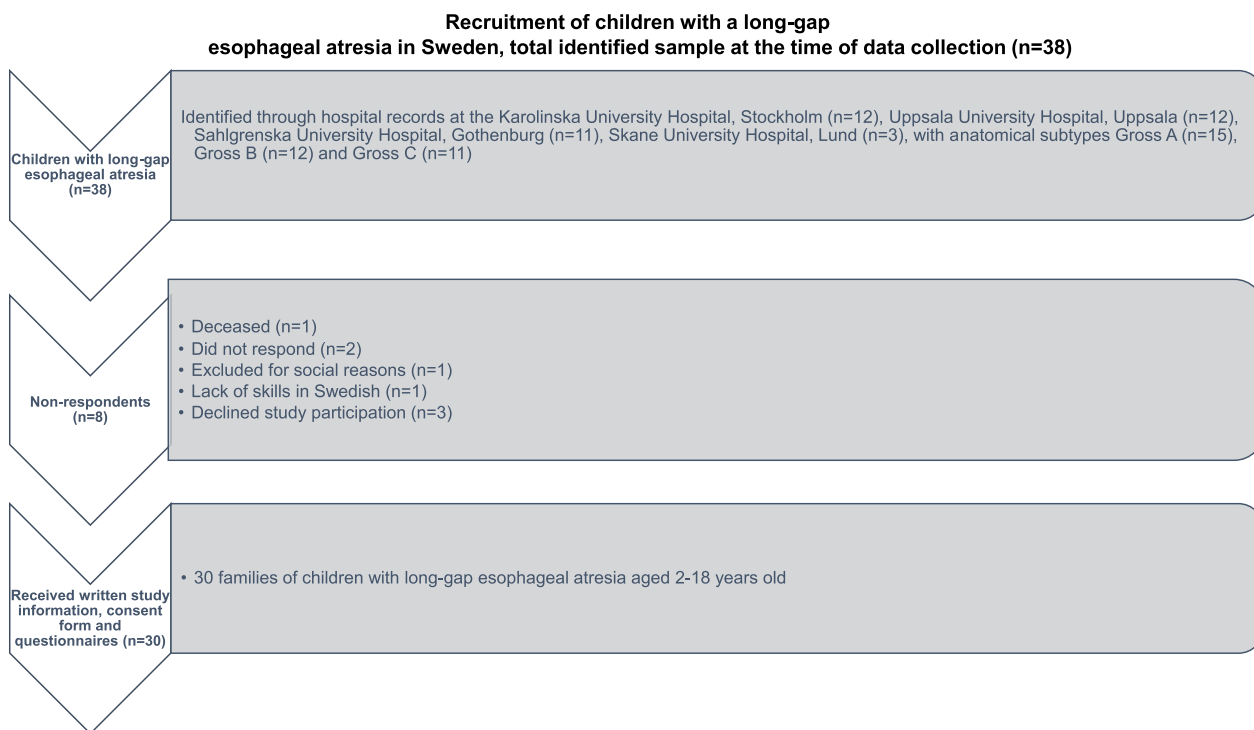 Recruitment of children with a long-gap
esophageal atresia in Sweden, total identified sample at the time of data collection (n=38)
Children with long-gap
esophageal atresia
(n=38)
Identified through hospital records at the Karolinska University Hospital, Stockholm (n=12), Uppsala University Hospital, Uppsala (n=12),
Sahlgrenska University Hospital, Gothenburg (n=11), Skane University Hospital, Lund (n=3), with anatomical subtypes Gross A (n=15),
Gross B (n=12) and Gross C (n=11)
Non-respondents
(n=8)
• Deceased (n=1)
• Did not respond (n=2)
• Excluded for social reasons (n=1)
• Lack of skills in Swedish (n=1)
• Declined study participation (n=3)
Received written study
information, consent
form and
questionnaires (n=30)
• 30 families of children with long-gap esophageal atresia aged 2-18 years old